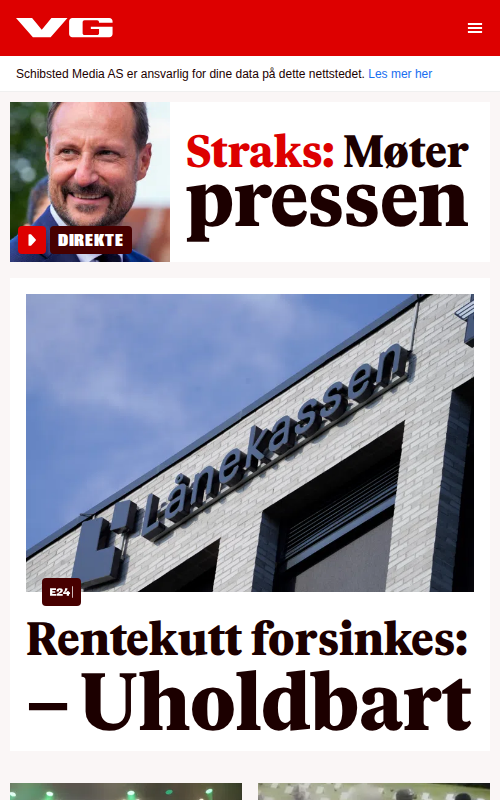 VG
Schibsted Media AS er ansvarlig for dine data på dette nettstedet. Les mer her
Straks: Møter
pressen
DIREKTE
Lånekassen
E24
Rentekutt forsinkes:
– Uholdbart